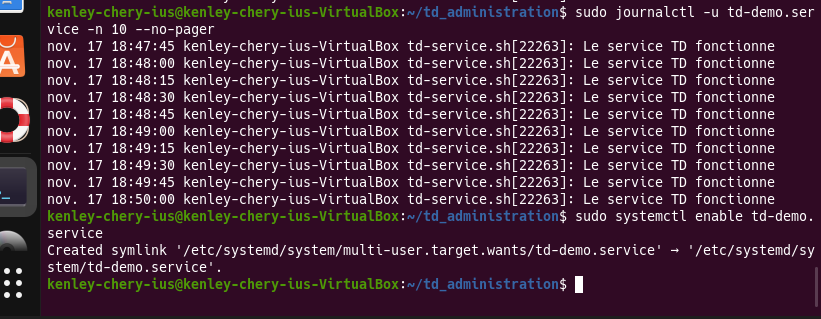 kenley-chery-ius@kenley-chery-ius-VirtualBox:~/td_administration$ sudo journalctl -u td-demo.ser
vice -n 10 --no-pager
nov. 17 18:47:45 kenley-chery-ius-VirtualBox td-service.sh[22263]: Le service TD fonctionne
nov. 17 18:48:00 kenley-chery-ius-VirtualBox td-service.sh[22263]: Le service TD fonctionne
nov. 17 18:48:15 kenley-chery-ius-VirtualBox td-service.sh[22263]: Le service TD fonctionne
nov. 17 18:48:30 kenley-chery-ius-VirtualBox td-service.sh[22263]: Le service TD fonctionne
nov. 17 18:48:45 kenley-chery-ius-VirtualBox td-service.sh[22263]: Le service TD fonctionne
nov. 17 18:49:00 kenley-chery-ius-VirtualBox td-service.sh[22263]: Le service TD fonctionne
nov. 17 18:49:15 kenley-chery-ius-VirtualBox td-service.sh[22263]: Le service TD fonctionne
nov. 17 18:49:30 kenley-chery-ius-VirtualBox td-service.sh[22263]: Le service TD fonctionne
nov. 17 18:49:45 kenley-chery-ius-VirtualBox td-service.sh[22263]: Le service TD fonctionne
nov. 17 18:50:00 kenley-chery-ius-VirtualBox td-service.sh[22263]: Le service TD fonctionne
kenley-chery-ius@kenley-chery-ius-VirtualBox:~/td_administration$ sudo systemctl enable td-demo.
service
Created symlink '/etc/systemd/system/multi-user.target.wants/td-demo.service' → '/etc/systemd/sy
stem/td-demo.service'.
kenley-chery-ius@kenley-chery-ius-VirtualBox:~/td_administration$